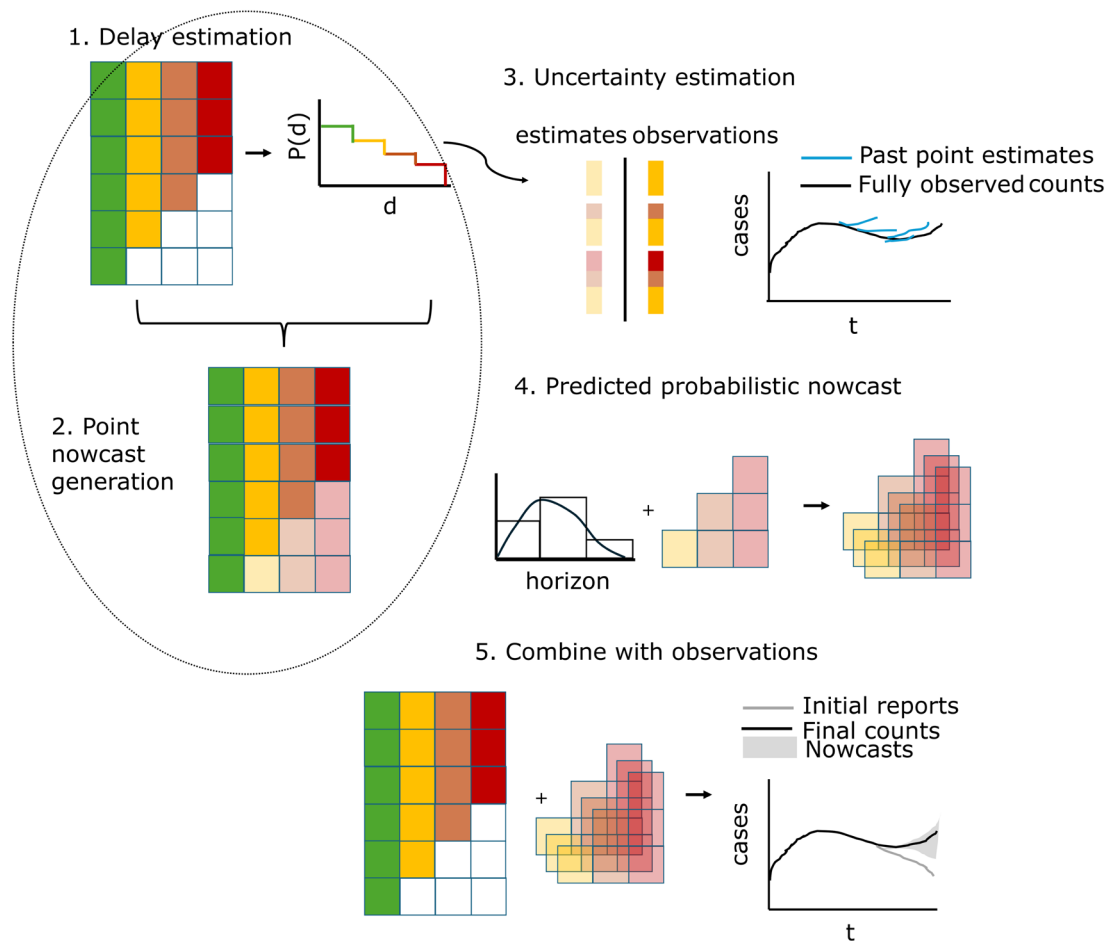 1. Delay estimation
P(d)
d
3. Uncertainty estimation
estimates observations
Past point estimates
Fully observed counts
cases
t
2. Point
nowcast
generation
4. Predicted probabilistic nowcast
+
horizon
5. Combine with observations
+
Initial reports
Final counts
Nowcasts
cases
t